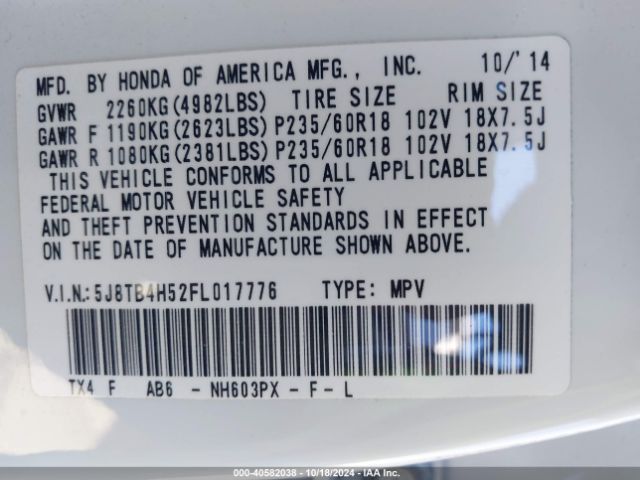 MFD. BY HONDA OF AMERICA MFG., INC. 10/'14
GVWR 2260KG(4982LBS) TIRE SIZE RIM SIZE
GAWR F 1190KG(2623LBS) P235/60R18 102V 18X7.5J
GAWR R 1080KG(2381LBS) P235/60R18 102V 18X7.5J
THIS VEHICLE CONFORMS TO ALL APPLICABLE
FEDERAL MOTOR VEHICLE SAFETY
AND THEFT PREVENTION STANDARDS IN EFFECT
ON THE DATE OF MANUFACTURE SHOWN ABOVE.
V.I.N.:5J8TB4H52FL017776 TYPE: MPV
TX4 F AB6 - NH603PX - F - L
000-40582038 - 10/18/2024 - IAA Inc.